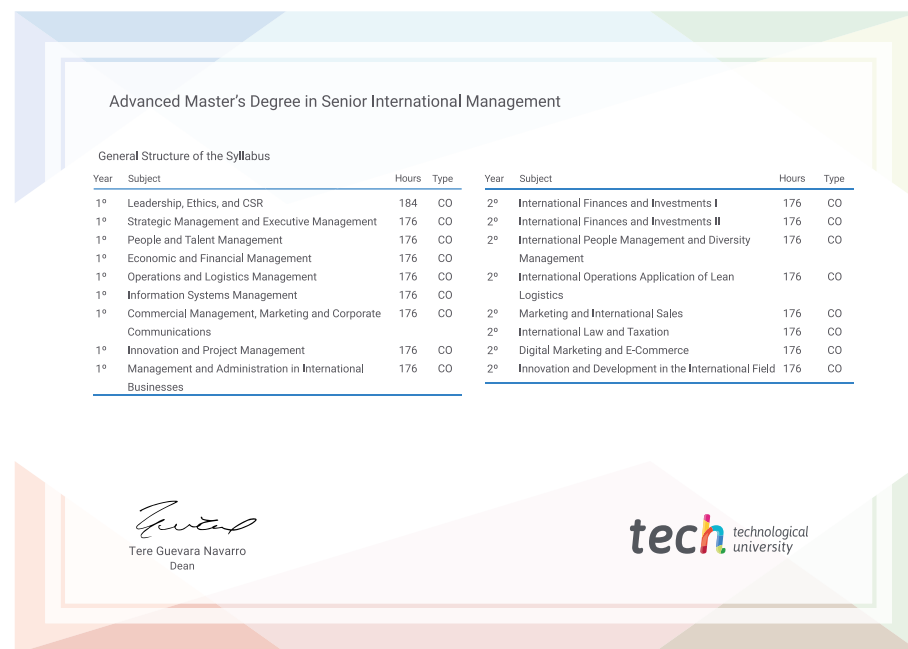 Advanced Master's Degree in Senior International Management
General Structure of the Syllabus
Year Subject Hours Type
1º Leadership, Ethics, and CSR 184 CO
1º Strategic Management and Executive Management 176 CO
1º People and Talent Management 176 CO
1º Economic and Financial Management 176 CO
1º Operations and Logistics Management 176 CO
1º Information Systems Management 176 CO
1º Commercial Management, Marketing and Corporate 176 CO
Communications
1º Innovation and Project Management 176 CO
1º Management and Administration in International 176 CO
Businesses
Year Subject Hours Type
2º International Finances and Investments I 176 CO
2º International Finances and Investments II 176 CO
2º International People Management and Diversity 176 CO
Management
2º International Operations Application of Lean 176 CO
Logistics
2º Marketing and International Sales 176 CO
2º International Law and Taxation 176 CO
2º Digital Marketing and E-Commerce 176 CO
2º Innovation and Development in the International Field 176 CO
Tere Guevara Navarro
Dean
tech technological
university